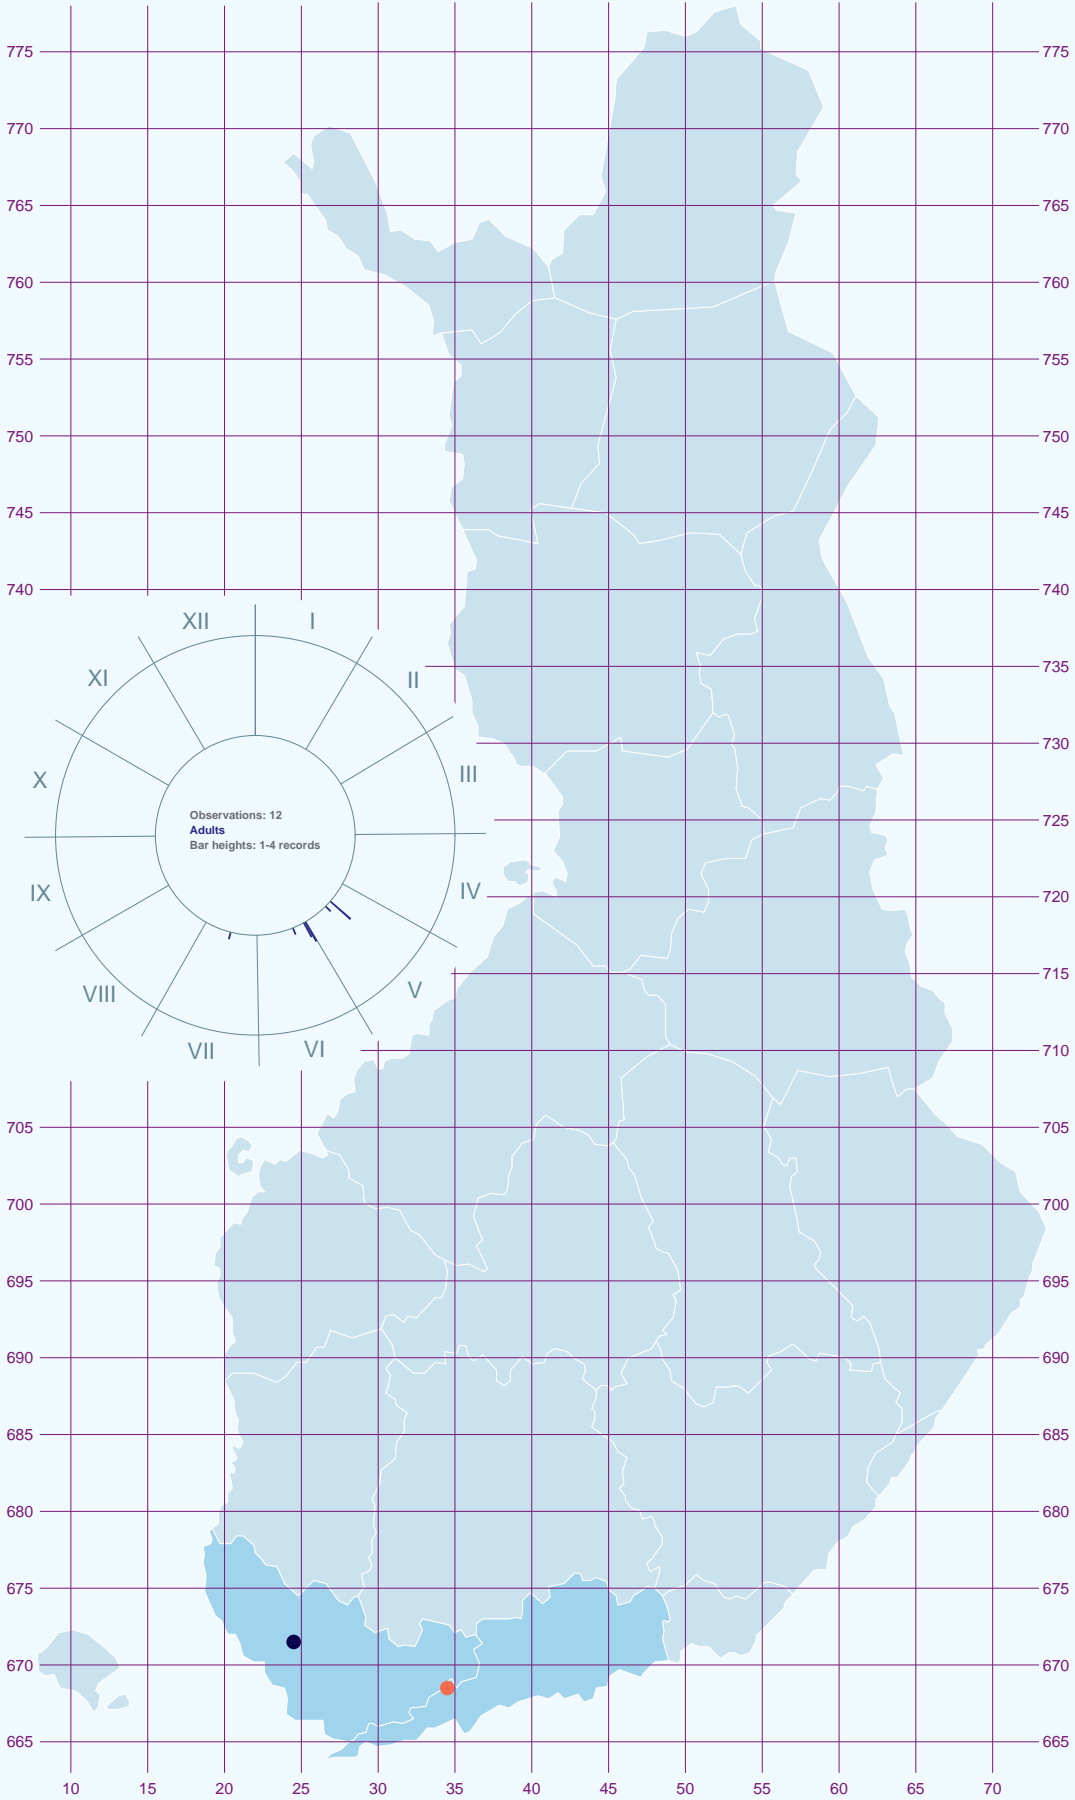 775 775
770 770
765 765
760 760
755 755
750 750
745 745
740 740
XII I
XI II
735
730
X III
Observations: 12
Adults
Bar heights: 1-4 records
725
IX IV
720
715
VIII V
VII VI
710
705 705
700 700
695 695
690 690
685 685
680 680
675 675
670 670
665 665
10 15 20 25 30 35 40 45 50 55 60 65 70